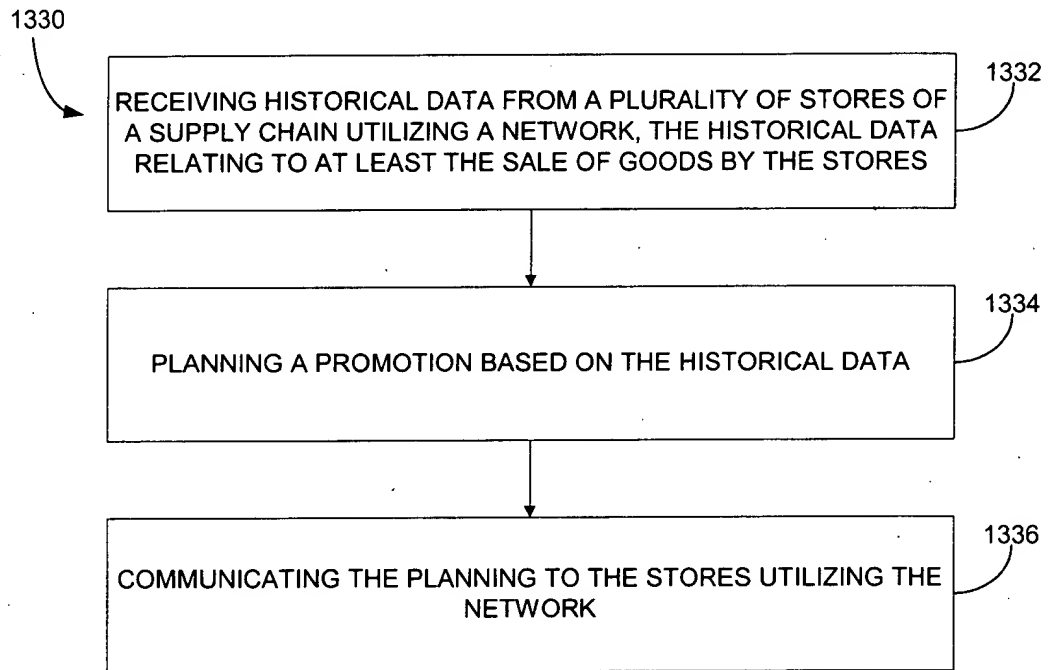 1330
1332
RECEIVING HISTORICAL DATA FROM A PLURALITY OF STORES OF
A SUPPLY CHAIN UTILIZING A NETWORK, THE HISTORICAL DATA
RELATING TO AT LEAST THE SALE OF GOODS BY THE STORES
1334
PLANNING A PROMOTION BASED ON THE HISTORICAL DATA
1336
COMMUNICATING THE PLANNING TO THE STORES UTILIZING THE
NETWORK